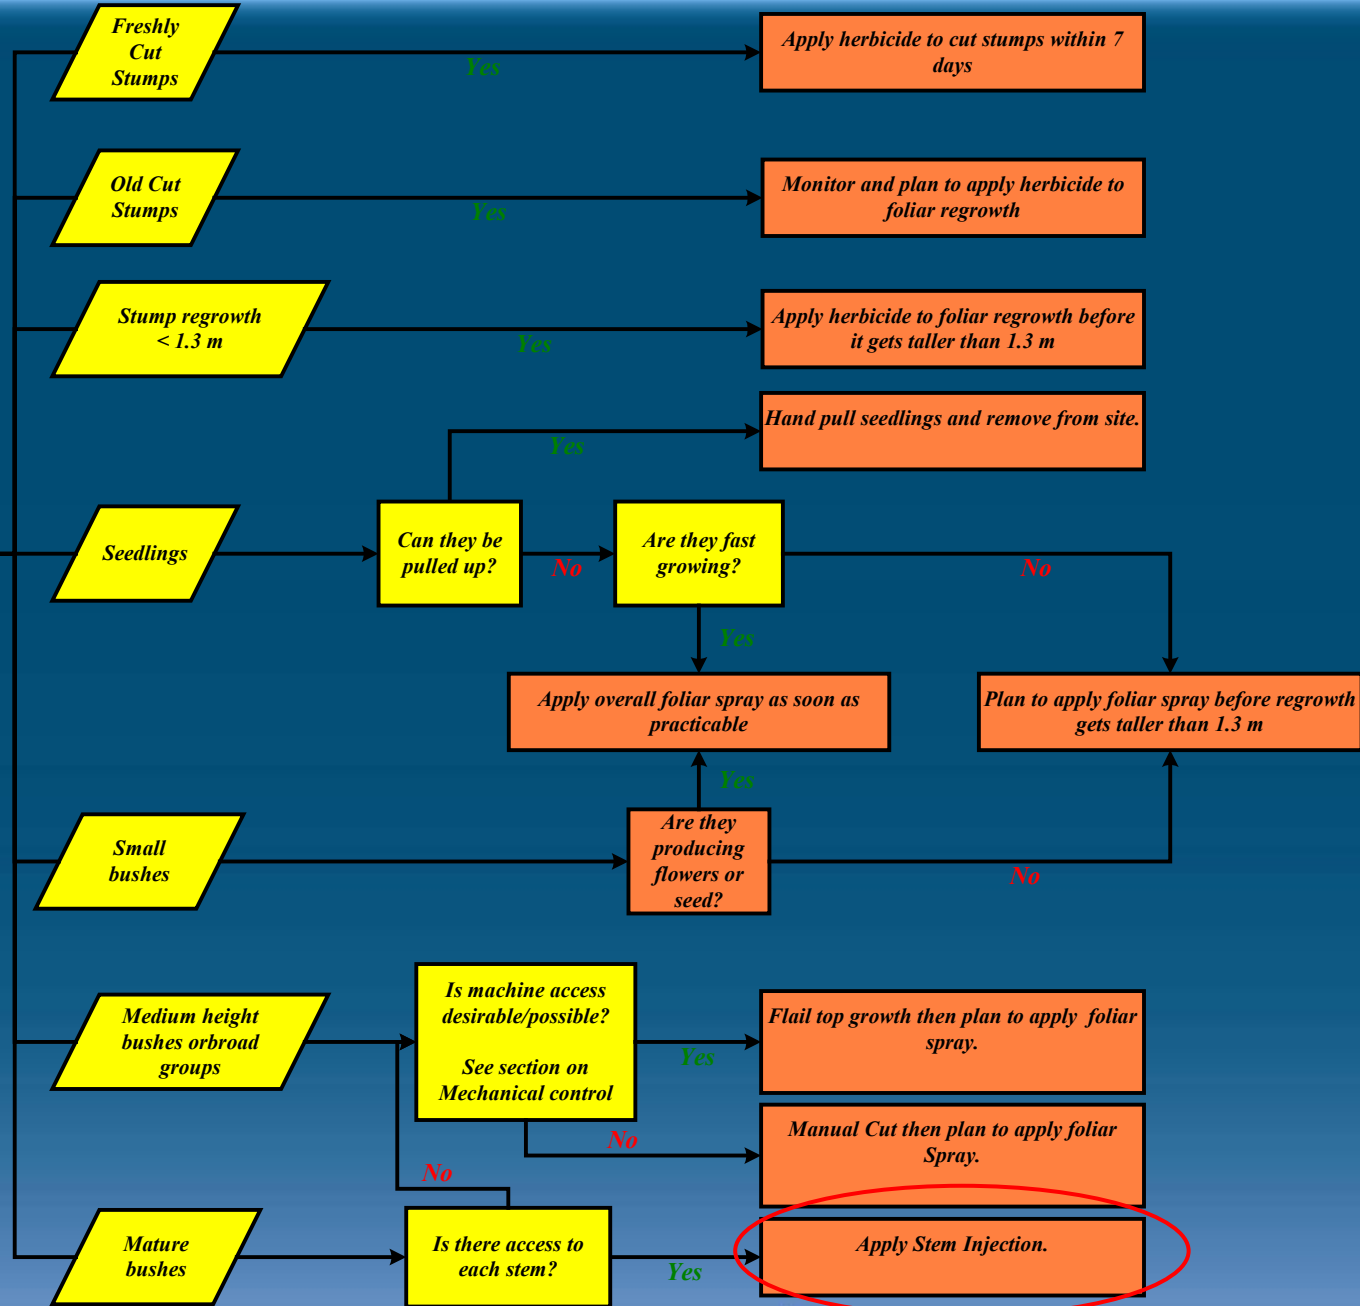 Freshly
Cut
Stumps
Yes
Apply herbicide to cut stumps within 7
days
Old Cut
Stumps
Yes
Monitor and plan to apply herbicide to
foliar regrowth
Stump regrowth
< 1.3 m
Yes
Apply herbicide to foliar regrowth before
it gets taller than 1.3 m
Yes
Hand pull seedlings and remove from site.
Seedlings
Can they be
pulled up?
No
Are they fast
growing?
No
Yes
Apply overall foliar spray as soon as
practicable
Plan to apply foliar spray before regrowth
gets taller than 1.3 m
Yes
Small
bushes
Are they
producing
flowers or
seed?
No
Medium height
bushes orbroad
groups
Is machine access
desirable/possible?
See section on
Mechanical control
Yes
Flail top growth then plan to apply foliar
spray.
No
Manual Cut then plan to apply foliar
Spray.
No
Mature
bushes
Is there access to
each stem?
Yes
Apply Stem Injection.